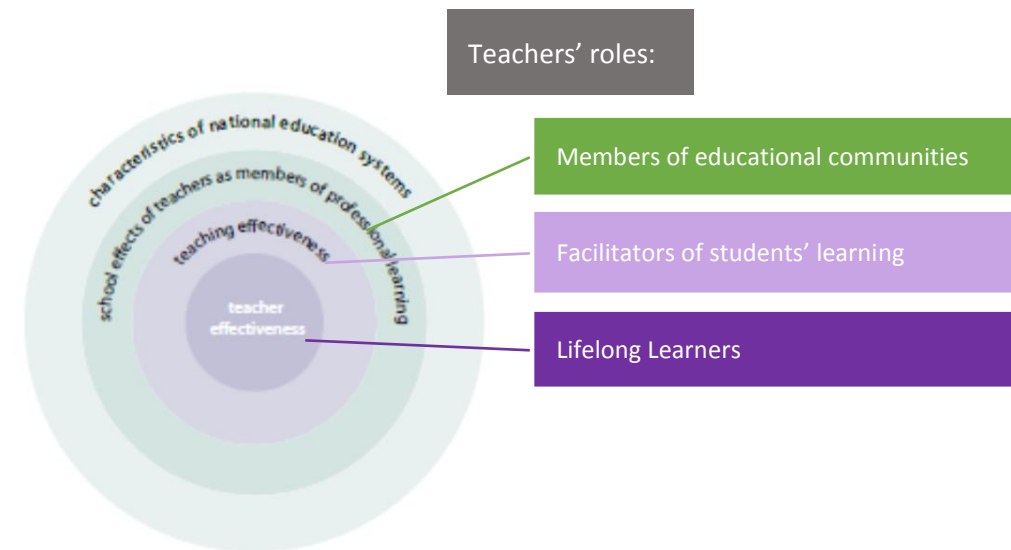 Teachers’ roles:
characteristics of national education systems
school effects of teachers as members of professional learning
teaching effectiveness
teacher
effectiveness
Members of educational communities
Facilitators of students’ learning
Lifelong Learners